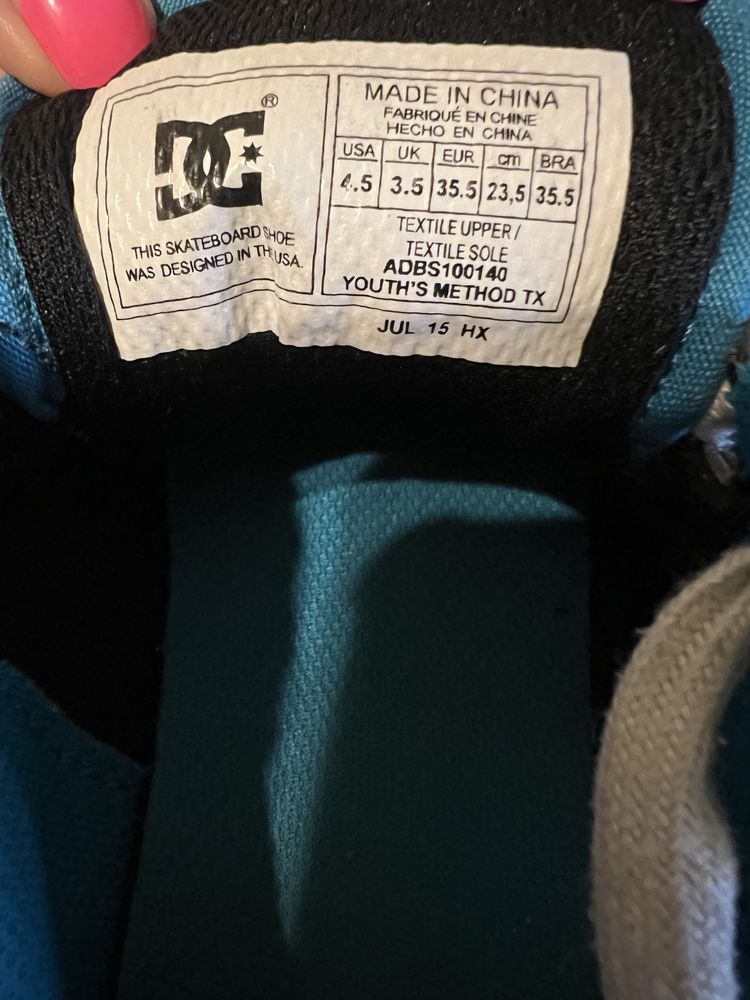 DC
®
THIS SKATEBOARD SHOE
WAS DESIGNED IN THE USA.
MADE IN CHINA
FABRIQUÉ EN CHINE
HECHO EN CHINA
USA UK EUR cm BRA
4.5 3.5 35.5 23,5 35.5
TEXTILE UPPER /
TEXTILE SOLE
ADBS100140
YOUTH'S METHOD TX
JUL 15 HX